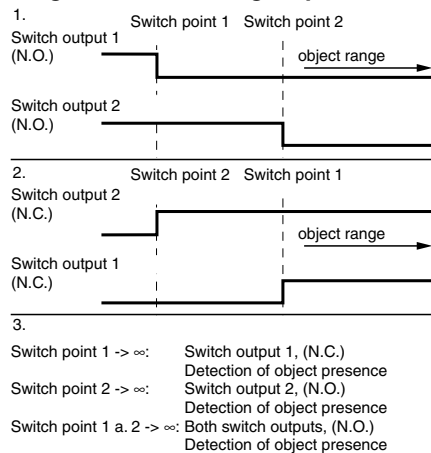 1.
Switch point 1 Switch point 2
Switch output 1
(N.O.)
object range
Switch output 2
(N.O.)
2.
Switch point 2 Switch point 1
Switch output 2
(N.C.)
object range
Switch output 1
(N.C.)
3.
Switch point 1 -> ∞: Switch output 1, (N.C.)
Detection of object presence
Switch point 2 -> ∞: Switch output 2, (N.O.)
Detection of object presence
Switch point 1 a. 2 -> ∞: Both switch outputs, (N.O.)
Detection of object presence